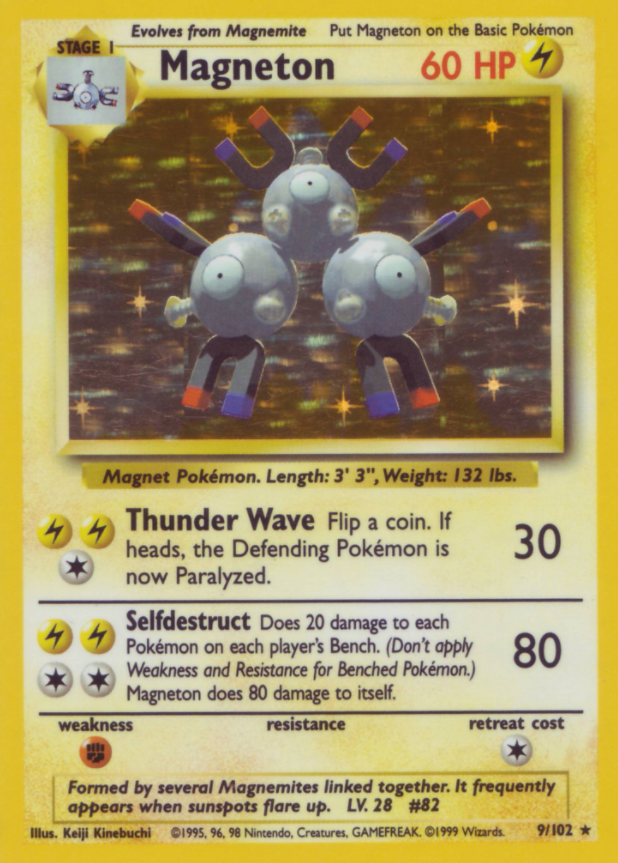 Evolves from Magnemite Put Magneton on the Basic Pokémon
STAGE 1
Magneton 60 HP
Magnet Pokémon. Length: 3' 3", Weight: 132 lbs.
Thunder Wave Flip a coin. If
heads, the Defending Pokémon is
now Paralyzed.
30
Selfdestruct Does 20 damage to each
Pokémon on each player's Bench. (Don't apply
Weakness and Resistance for Benched Pokémon.)
Magneton does 80 damage to itself.
80
weakness resistance retreat cost
Formed by several Magnemites linked together. It frequently
appears when sunspots flare up. LV. 28 #82
Illus. Keiji Kinebuchi ©1995, 96, 98 Nintendo, Creatures, GAMEFREAK. ©1999 Wizards. 9/102 ★